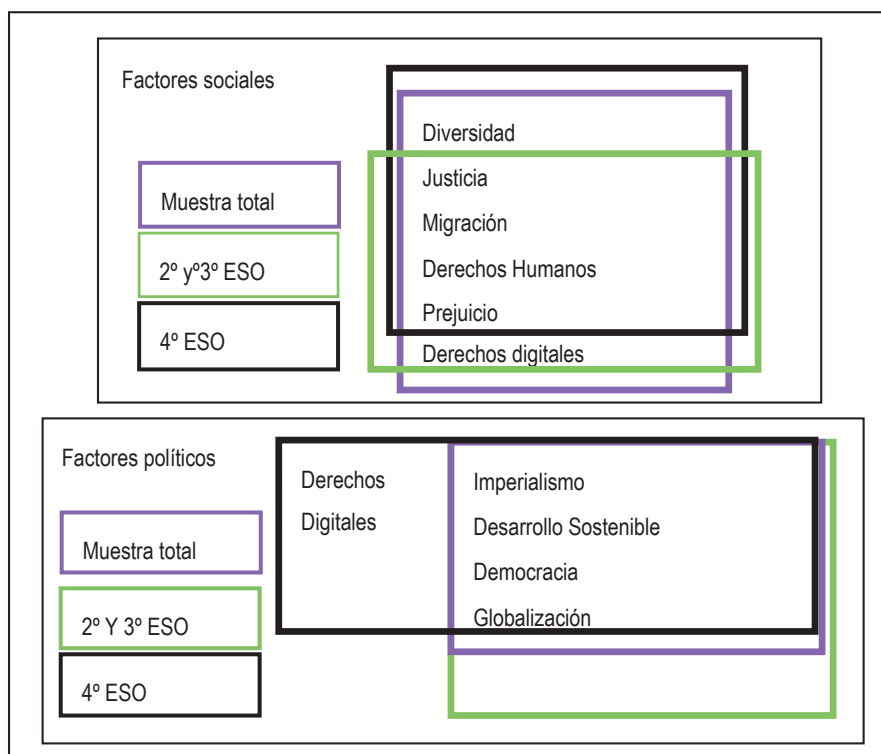 Factores sociales
Diversidad
Justicia
Migración
Derechos Humanos
Prejuicio
Derechos digitales
Muestra total
2º yº3º ESO
4º ESO
Factores políticos
Derechos
Digitales
Imperialismo
Desarrollo Sostenible
Democracia
Globalización
Muestra total
2º Y 3º ESO
4º ESO